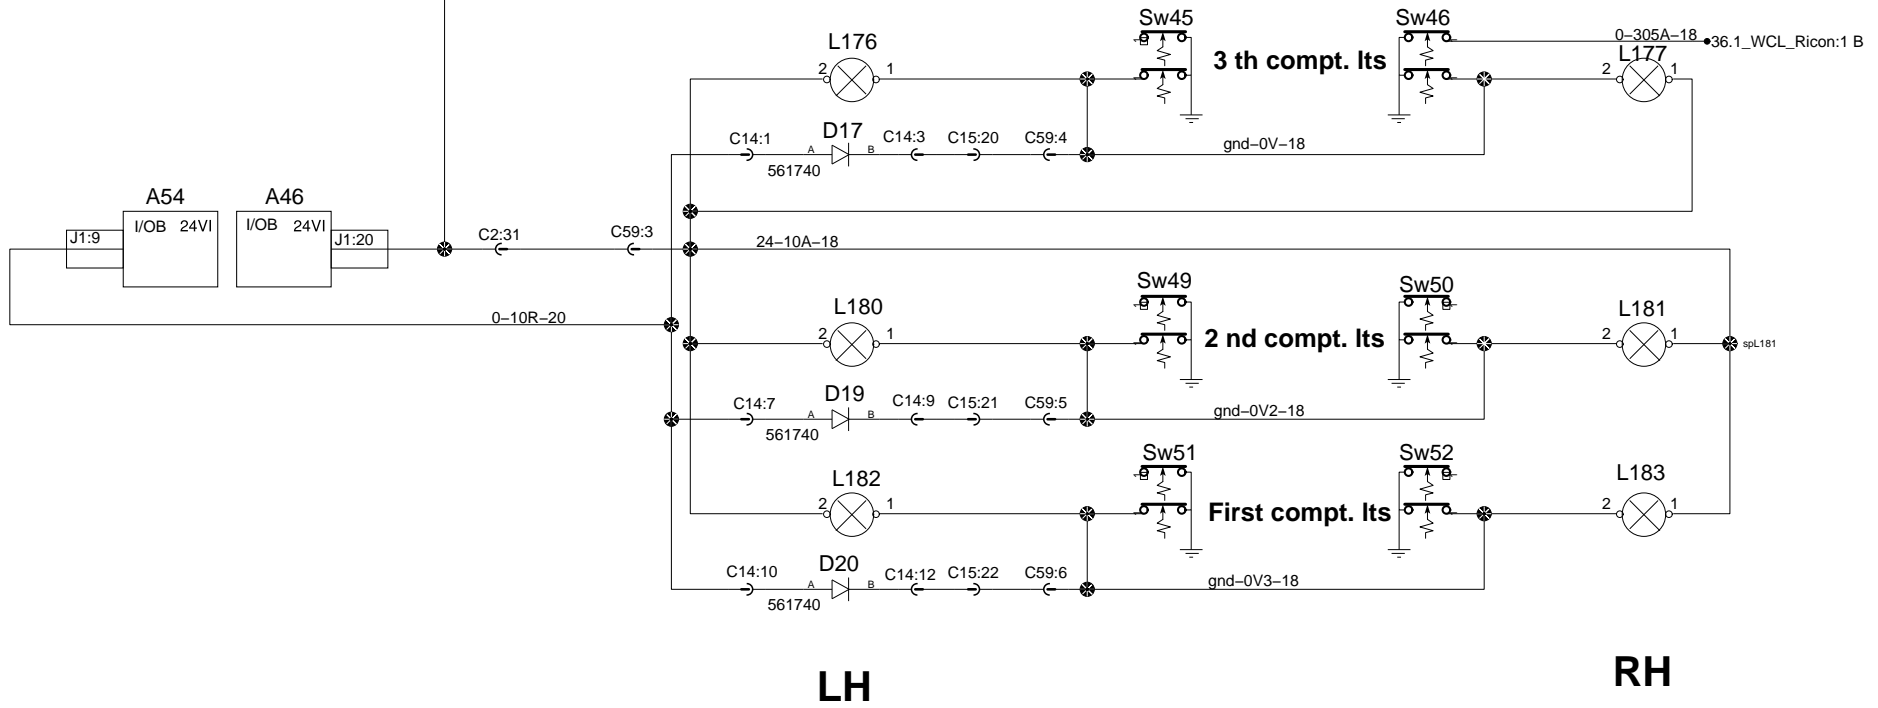 Sw45 Sw46
0-305A-18 36.1_WCL_Ricon:1 B
L176 L177
3 th compt. lts
2 1 2 1
C14:1 A D17 B C14:3 C15:20 C59:4 gnd-0V-18
561740
A54 A46
I/OB 24VI I/OB 24VI
J1:9 J1:20 C2:31 C59:3 24-10A-18
0-10R-20
Sw49 Sw50
L180 L181
2 1 2 nd compt. lts 2 1 spL181
C14:7 A D19 B C14:9 C15:21 C59:5 gnd-0V2-18
561740
Sw51 Sw52
L182 L183
2 1 First compt. lts 2 1
C14:10 A D20 B C14:12 C15:22 C59:6 gnd-0V3-18
561740
LH RH